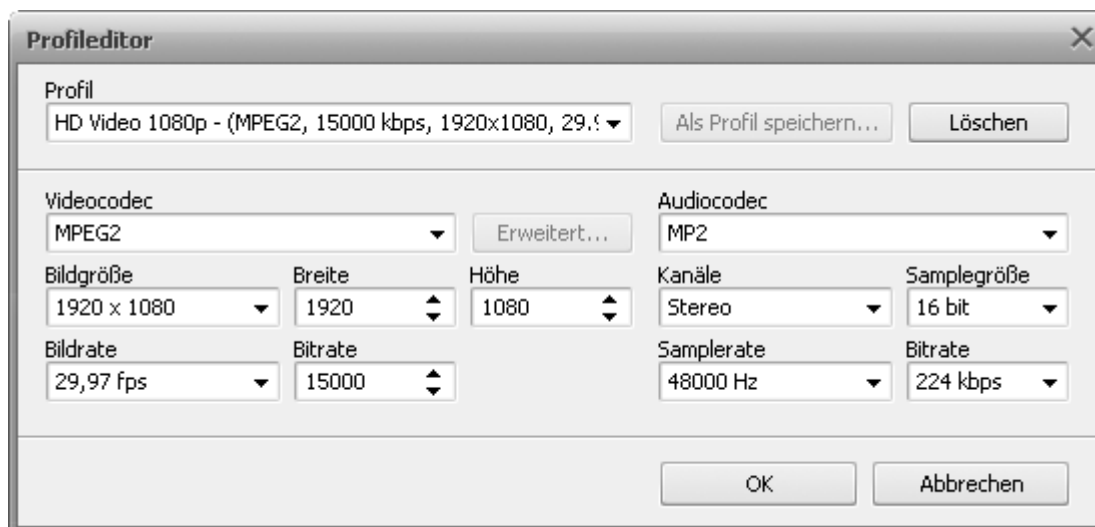 Profileditor
Profil
HD Video 1080p - (MPEG2, 15000 kbps, 1920x1080, 29.9
Als Profil speichern...
Löschen
Videocodec
MPEG2
Erweitert...
Audiocodec
MP2
Bildgröße
1920 x 1080
Breite
1920
Höhe
1080
Kanäle
Stereo
Samplegröße
16 bit
Bildrate
29,97 fps
Bitrate
15000
Samplerate
48000 Hz
Bitrate
224 kbps
OK
Abbrechen